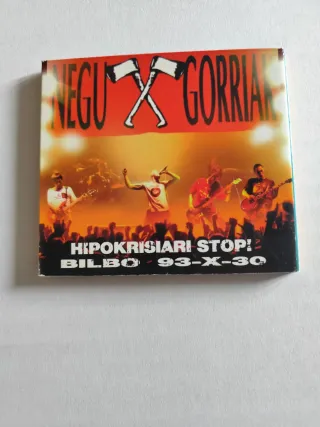 NEGU GORRIAK
HIPOKRISIARI STOP!
BILBO 93-X-30